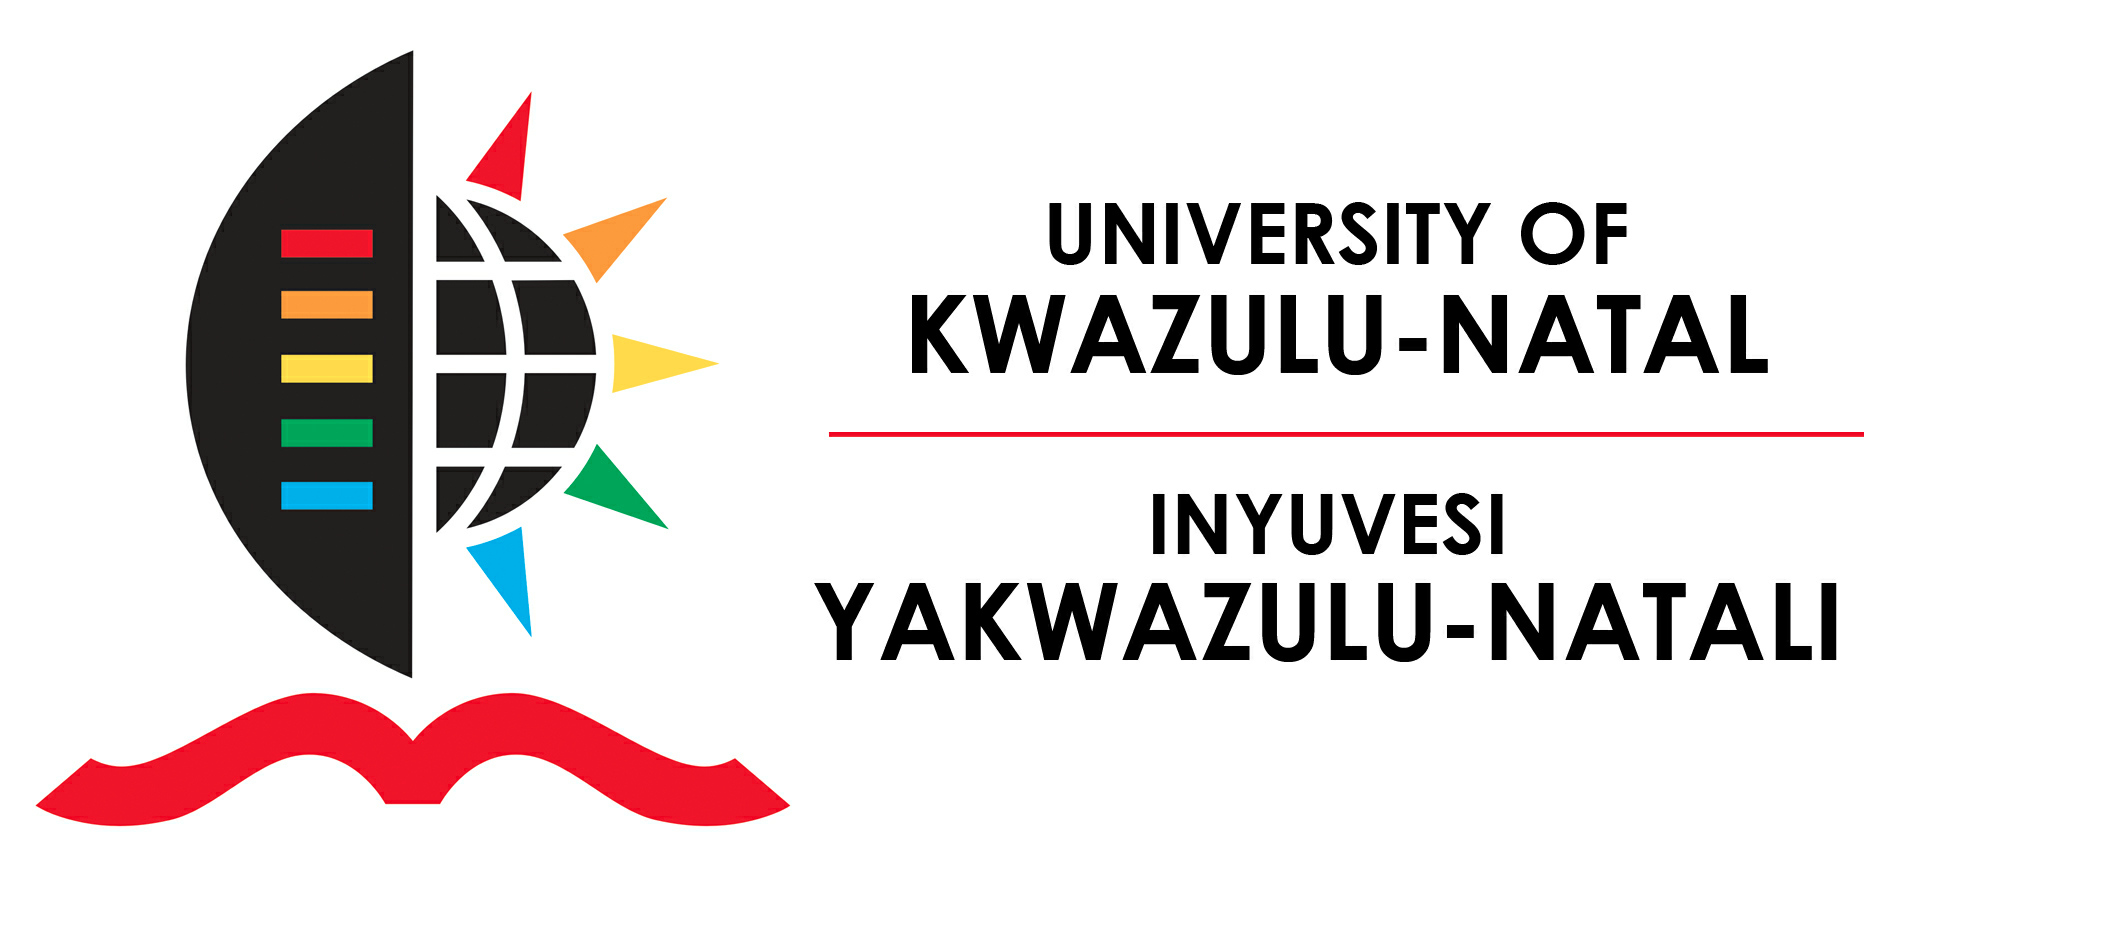 UNIVERSITY OF
KWAZULU-NATAL
INYUVESI
YAKWAZULU-NATALI